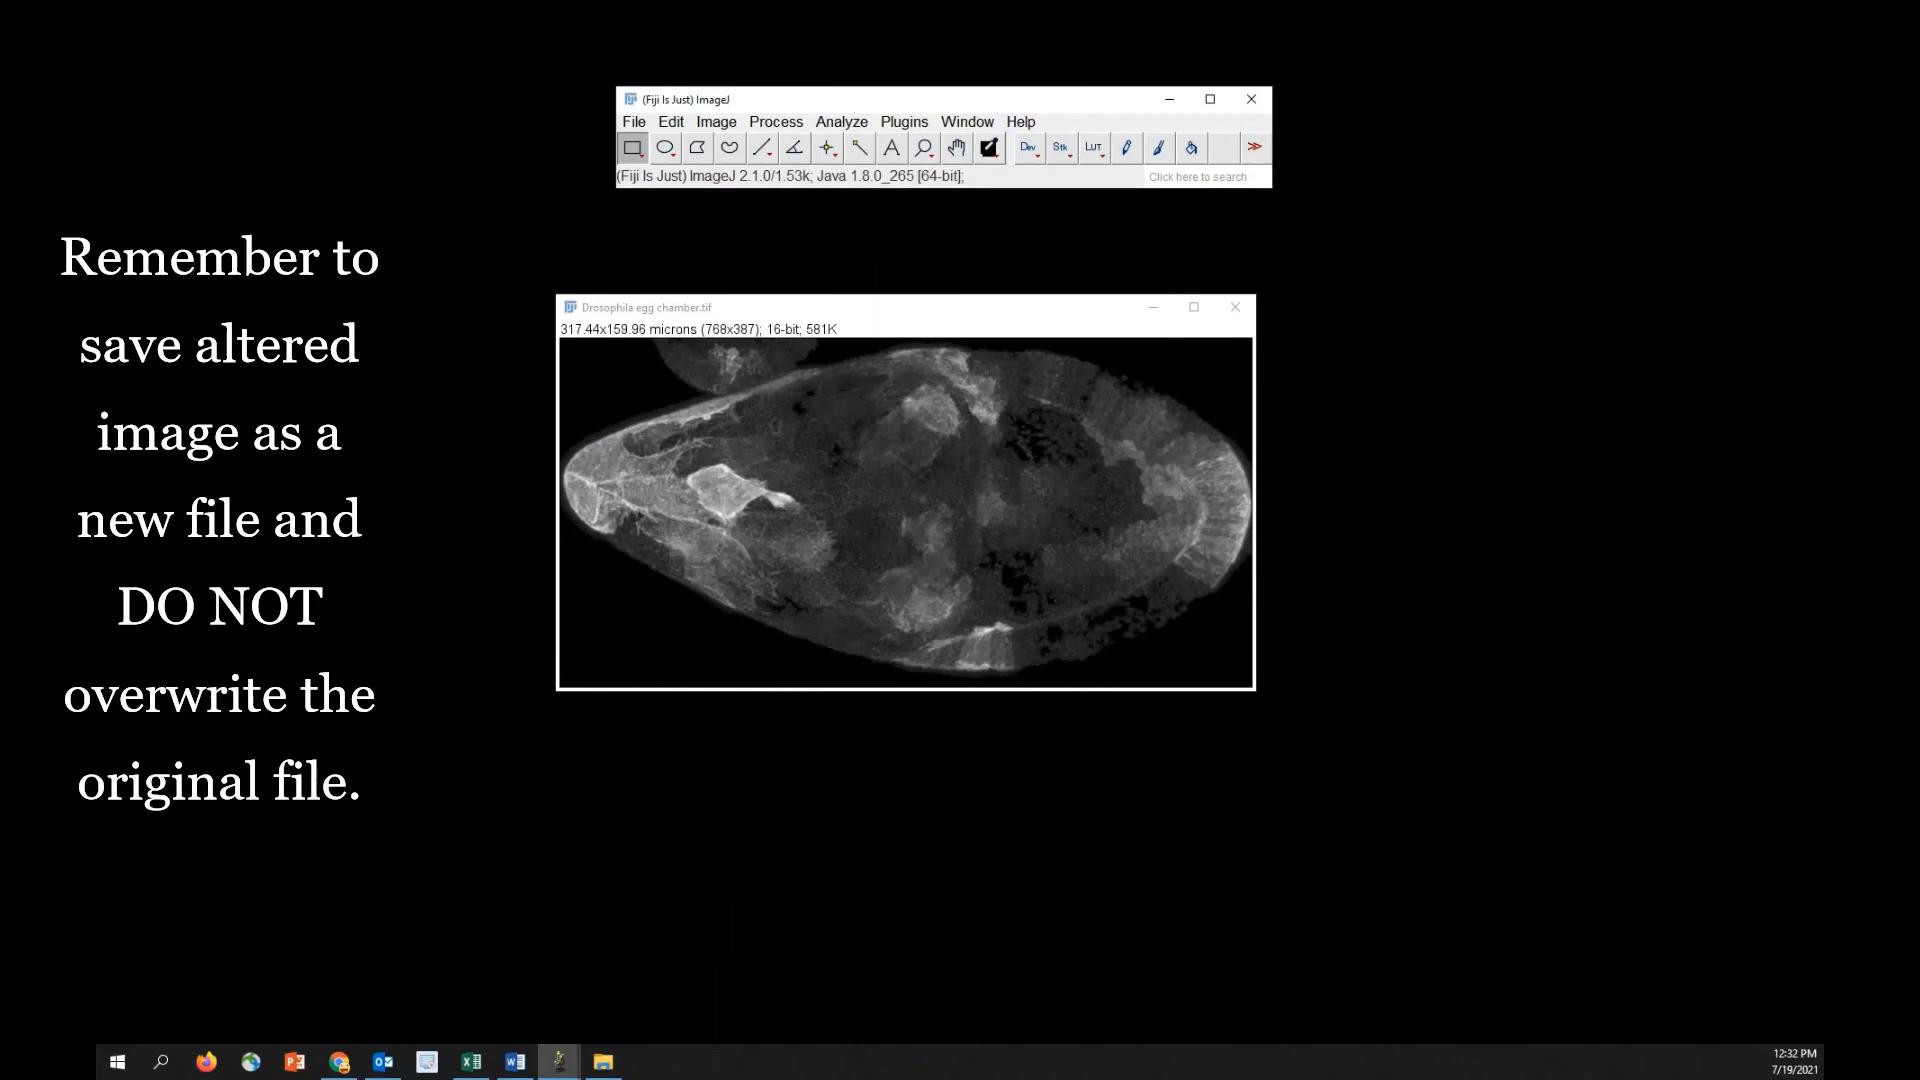 (Fiji Is Just) ImageJ
File Edit Image Process Analyze Plugins Window Help
Dev Stk LUT
(Fiji Is Just) ImageJ 2.1.0/1.53k; Java 1.8.0_265 [64-bit];
Click here to search
Remember to
save altered
image as a
new file and
DO NOT
overwrite the
original file.
Drosophila egg chamber.tif
317.44x159.96 microns (768x387); 16-bit; 581K
12:32 PM
7/19/2021